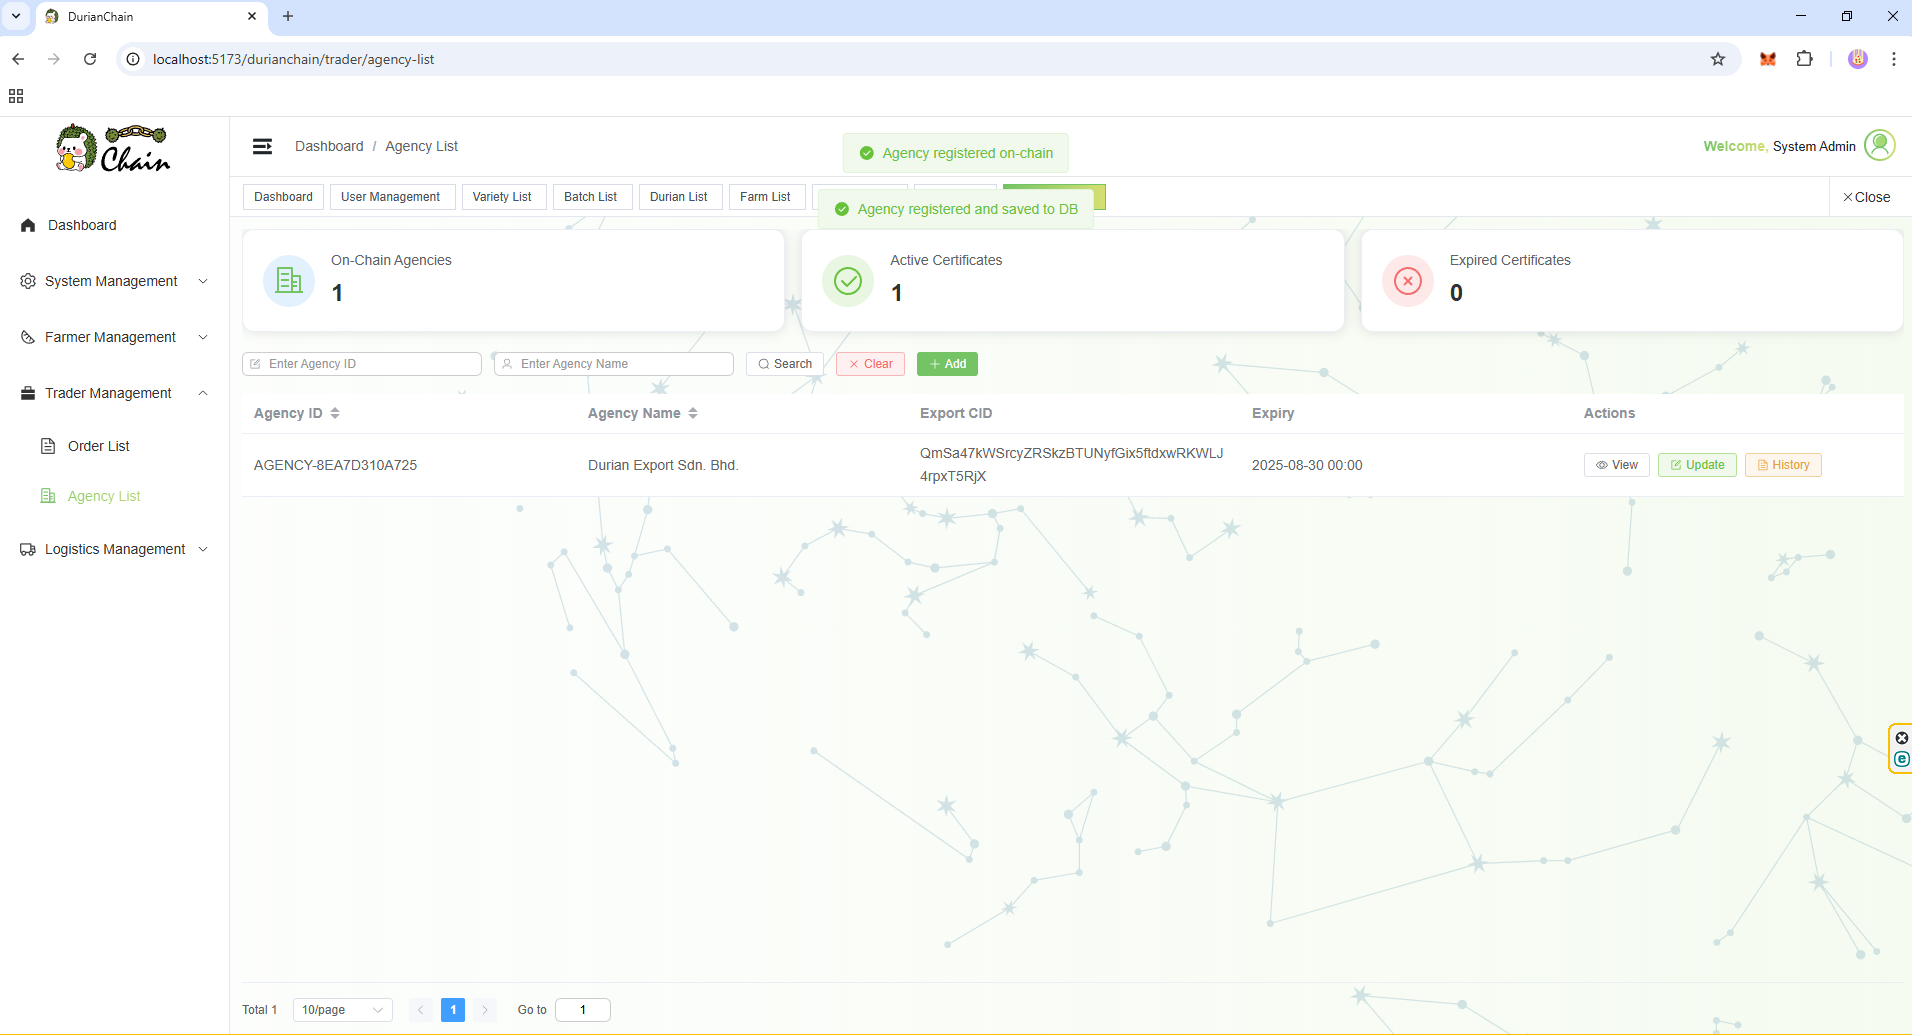 DurianChain
localhost:5173/durianchain/trader/agency-list
Chain
Dashboard / Agency List
Agency registered on-chain
Welcome, System Admin
Dashboard
User Management
Variety List
Batch List
Durian List
Farm List
Agency registered and saved to DB
Close
Dashboard
System Management
Farmer Management
Trader Management
Order List
Agency List
Logistics Management
On-Chain Agencies
1
Active Certificates
1
Expired Certificates
0
Enter Agency ID
Enter Agency Name
Search
Clear
Add
Agency ID
Agency Name
Export CID
Expiry
Actions
AGENCY-8EA7D310A725
Durian Export Sdn. Bhd.
QmSa47kWSrcyZRSkzBTUNyfGix5ftdxwRKWLJ
4rpxT5RjX
2025-08-30 00:00
View
Update
History
Total 1
10/page
1
Go to
1